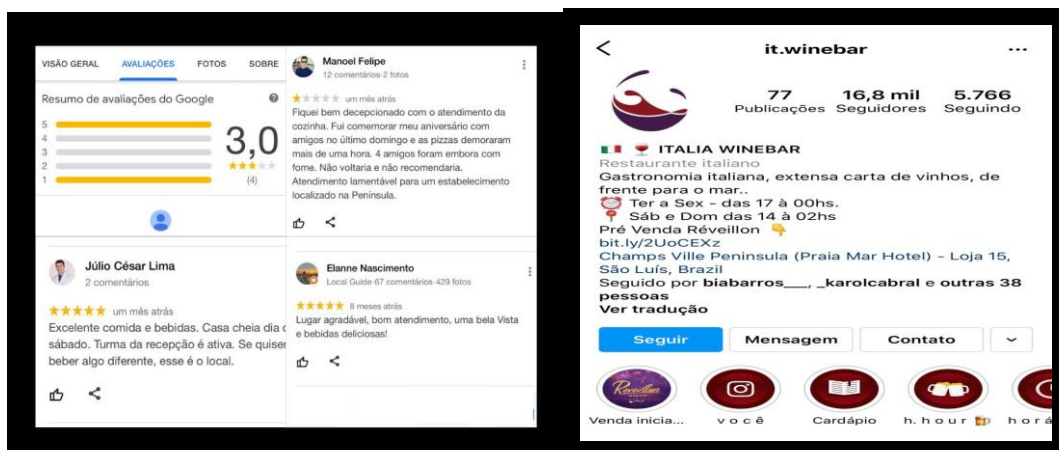 VISÃO GERAL AVALIAÇÕES FOTOS SOBRE
Resumo de avaliações do Google
5
4
3
2
1
3,0
(4)
Manoel Felipe
12 comentários·2 fotos
um mês atrás
Fiquei bem decepcionado com o atendimento da
cozinha. Fui comemorar meu aniversário com
amigos no último domingo e as pizzas demoraram
mais de uma hora. 4 amigos foram embora com
fome. Não voltaria e não recomendaria.
Atendimento lamentável para um estabelecimento
localizado na Península.
Júlio César Lima
2 comentários
um mês atrás
Excelente comida e bebidas. Casa cheia dia d
sábado. Turma da recepção é ativa. Se quiser
beber algo diferente, esse é o local.
Elanne Nascimento
Local Guide·67 comentários·429 fotos
8 meses atrás
Lugar agradável, bom atendimento, uma bela Vista
e bebidas deliciosas!
it.winebar
77 16,8 mil 5.766
Publicações Seguidores Seguindo
ITALIA WINEBAR
Restaurante italiano
Gastronomia italiana, extensa carta de vinhos, de
frente para o mar..
Ter a Sex - das 17 à 00hs.
Sáb e Dom das 14 à 02hs
Pré Venda Réveillon
bit.ly/2UoCEXz
Champs Ville Peninsula (Praia Mar Hotel) - Loja 15,
São Luís, Brazil
Seguido por biabarros___, _karolcabral e outras 38
pessoas
Ver tradução
Seguir Mensagem Contato
Reveillon
Venda inicia... você Cardápio h.hour horá